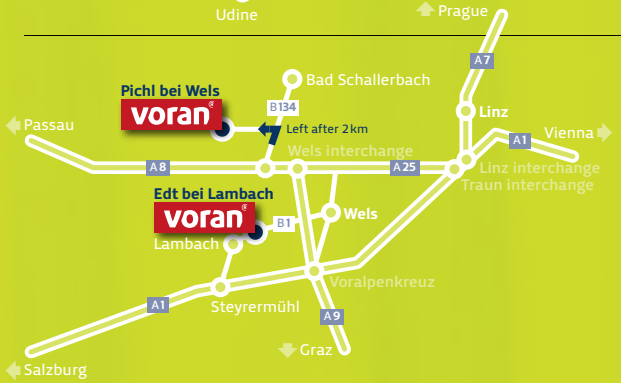 Udine
Prague
A7
Bad Schallerbach
Pichl bei Wels
voran®
B134
Linz
Passau
Left after 2 km
A1
Vienna
Wels interchange
A8
A25
Linz interchange
Traun interchange
Edt bei Lambach
voran®
B1
Wels
Lambach
Voralpenkreuz
A1
Steyrermühl
A9
Graz
Salzburg